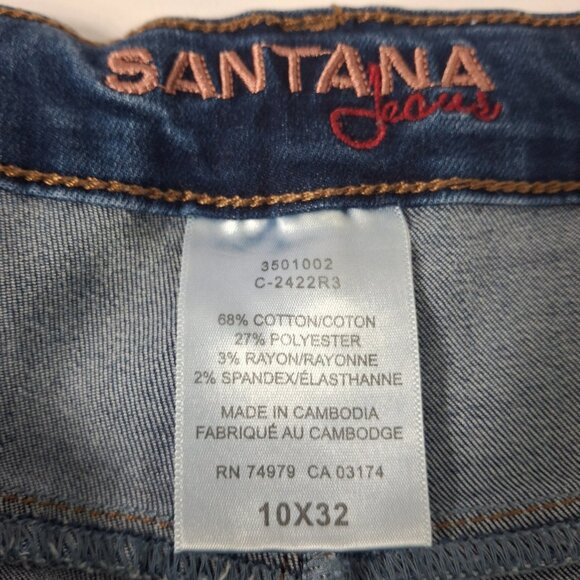 SANTANA
Jeans
3501002
C-2422R3
68% COTTON/COTON
27% POLYESTER
3% RAYON/RAYONNE
2% SPANDEX/ÉLASTHANNE
MADE IN CAMBODIA
FABRIQUÉ AU CAMBODGE
RN 74979 CA 03174
10X32